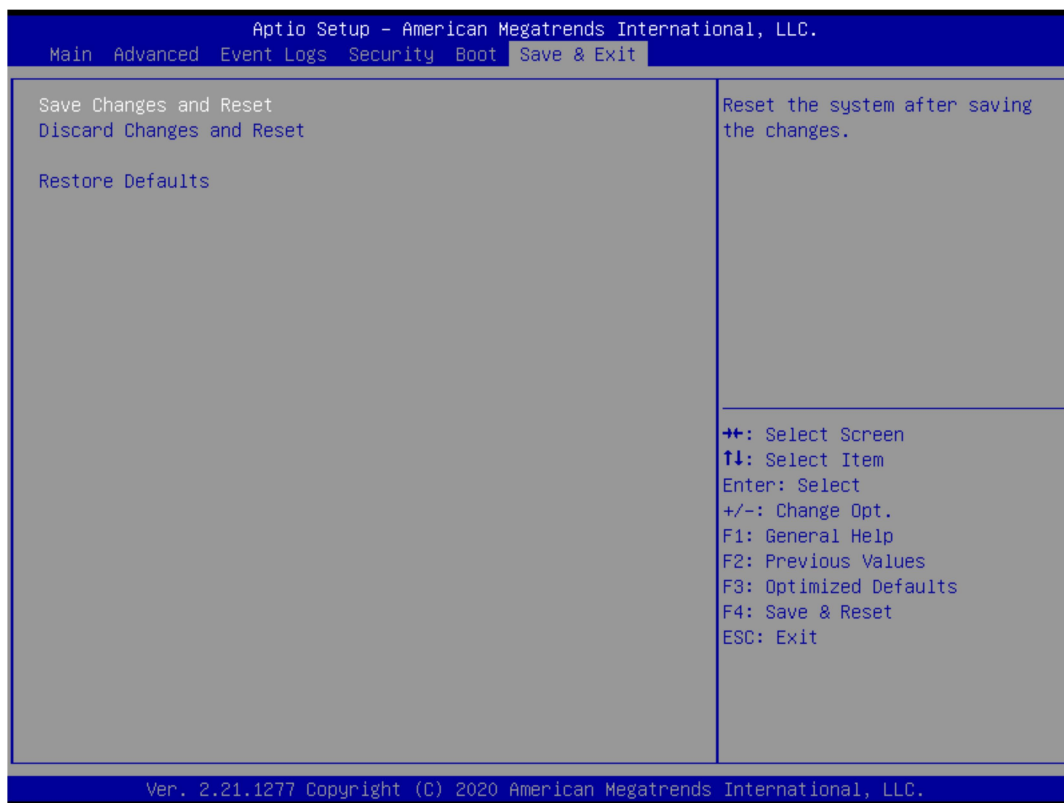 Aptio Setup – American Megatrends International, LLC.
Main Advanced Event Logs Security Boot Save & Exit
Save Changes and Reset
Discard Changes and Reset
Restore Defaults
Reset the system after saving
the changes.
→←: Select Screen
↑↓: Select Item
Enter: Select
+/-: Change Opt.
F1: General Help
F2: Previous Values
F3: Optimized Defaults
F4: Save & Reset
ESC: Exit
Ver. 2.21.1277 Copyright (C) 2020 American Megatrends International, LLC.